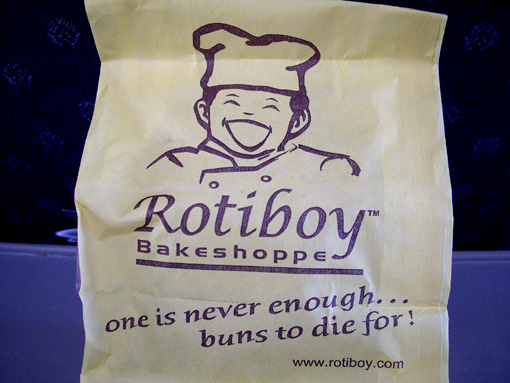 Rotiboy™
Bakeshoppe
one is never enough...
buns to die for!
www.rotiboy.com